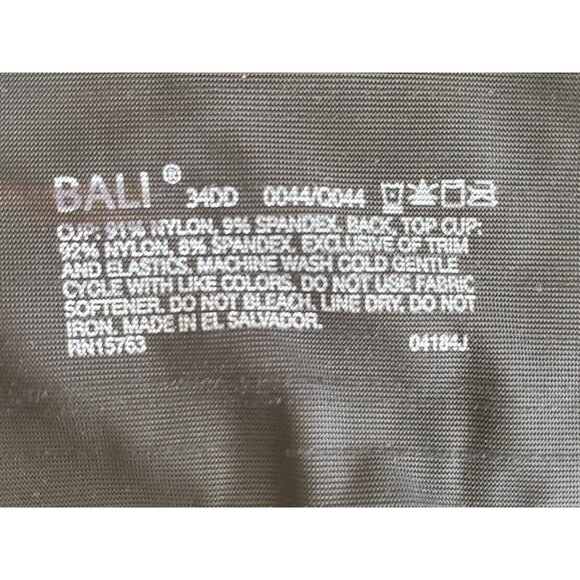 BALI ® 34DD 0044/Q044
CUP: 91% NYLON, 9% SPANDEX. BACK, TOP CUP:
92% NYLON, 8% SPANDEX. EXCLUSIVE OF TRIM
AND ELASTICS. MACHINE WASH COLD GENTLE
CYCLE WITH LIKE COLORS. DO NOT USE FABRIC
SOFTENER. DO NOT BLEACH. LINE DRY. DO NOT
IRON. MADE IN EL SALVADOR.
RN15763 04184J